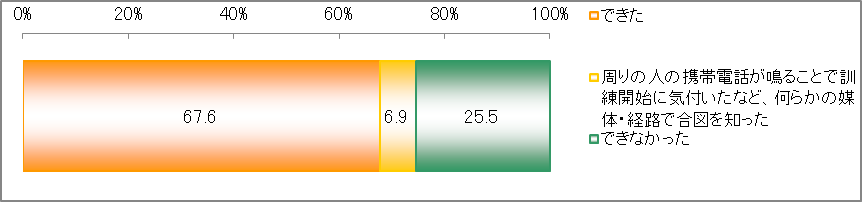 0% 20% 40% 60% 80% 100%
できた
周りの人の携帯電話が鳴ることで訓
練開始に気付いたなど、何らかの媒
体・経路で合図を知った
できなかった
67.6 6.9 25.5